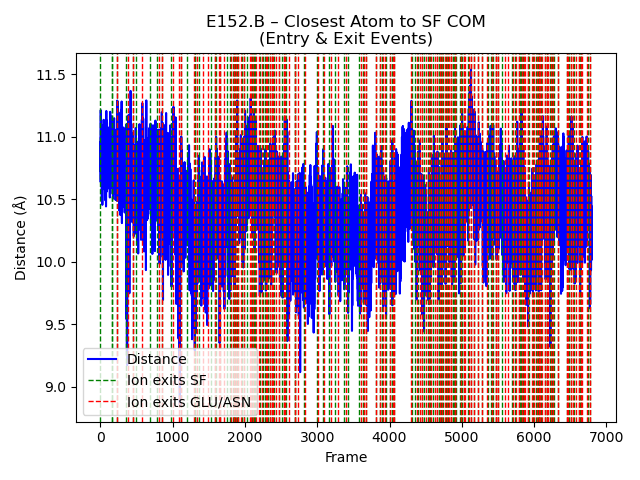 E152.B – Closest Atom to SF COM
(Entry & Exit Events)
Distance (Å)
11.5
11.0
10.5
10.0
9.5
9.0
Distance
Ion exits SF
Ion exits GLU/ASN
0 1000 2000 3000 4000 5000 6000 7000
Frame